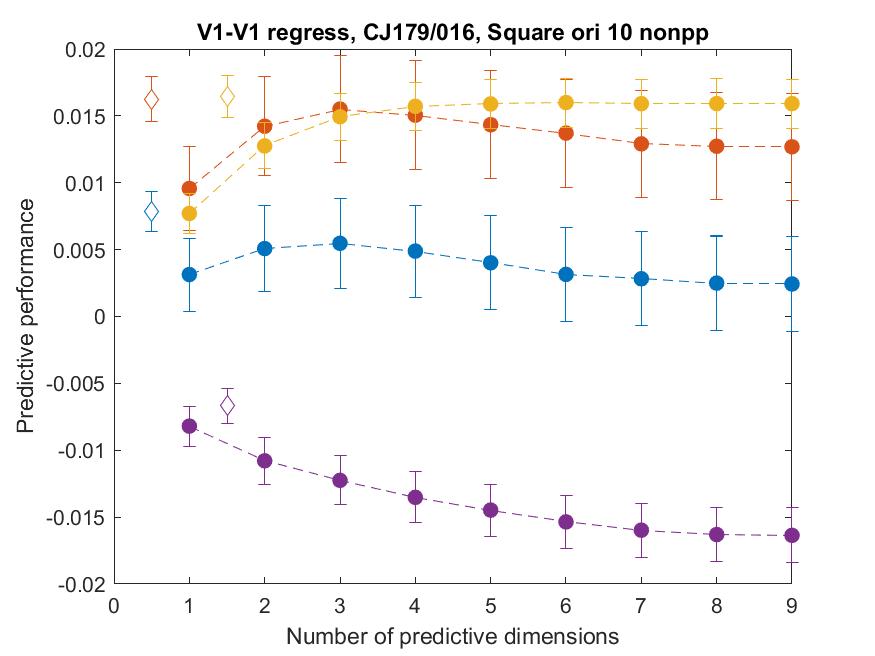 V1-V1 regress, CJ179/016, Square ori 10 nonpp
0.02
0.015
0.01
0.005
0
-0.005
-0.01
-0.015
-0.02
Predictive performance
0 1 2 3 4 5 6 7 8 9
Number of predictive dimensions